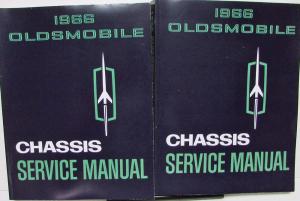 1966
OLDSMOBILE
CHASSIS
SERVICE MANUAL
1966
OLDSMOBILE
CHASSIS
SERVICE MANUAL